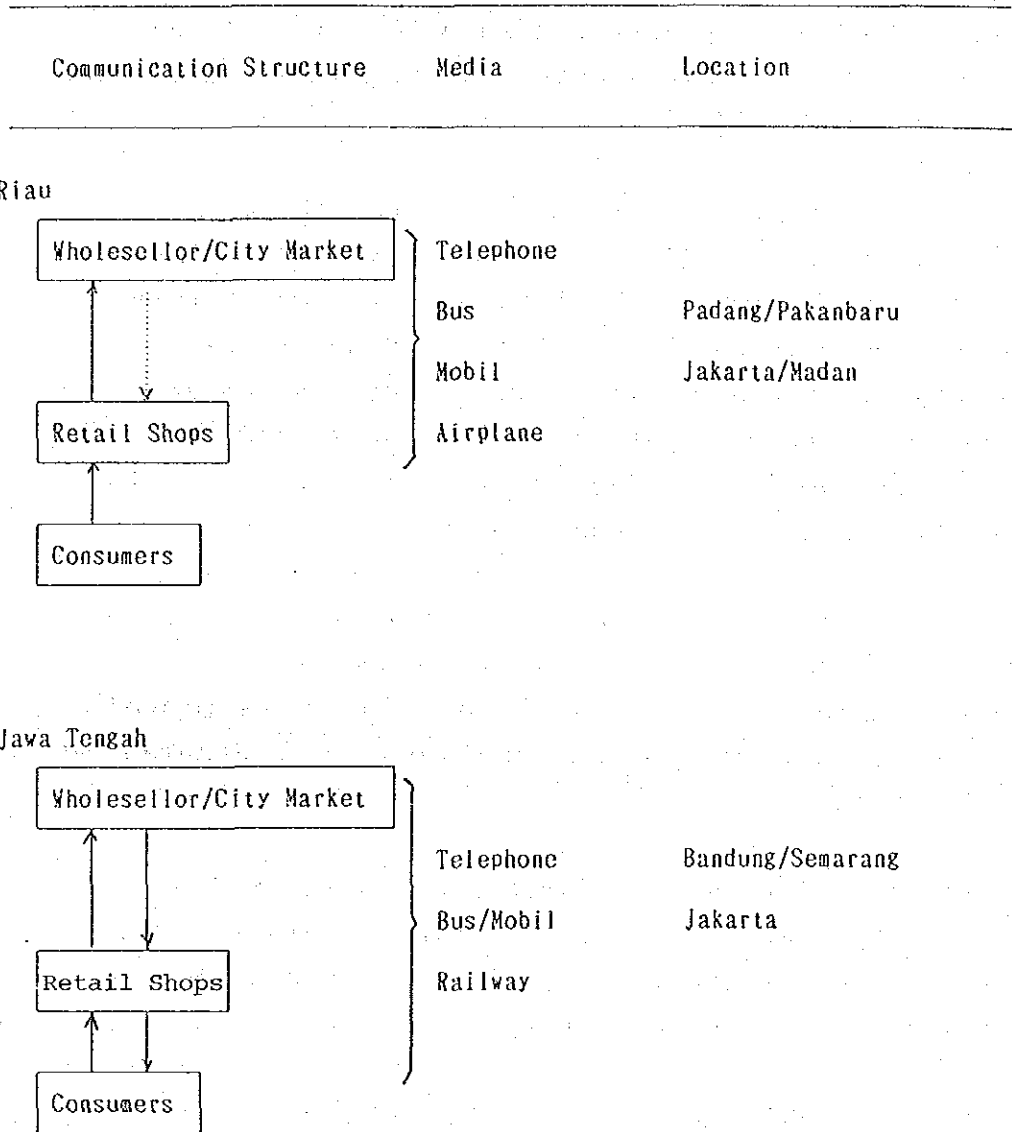 Communication Structure Media Location
Riau
Wholesellor/City Market Telephone
Bus Padang/Pakanbaru
Mobil Jakarta/Madan
Retail Shops Airplane
Consumers
Jawa Tengah
Wholesellor/City Market
Telephone Bandung/Semarang
Bus/Mobil Jakarta
Retail Shops Railway
Consumers